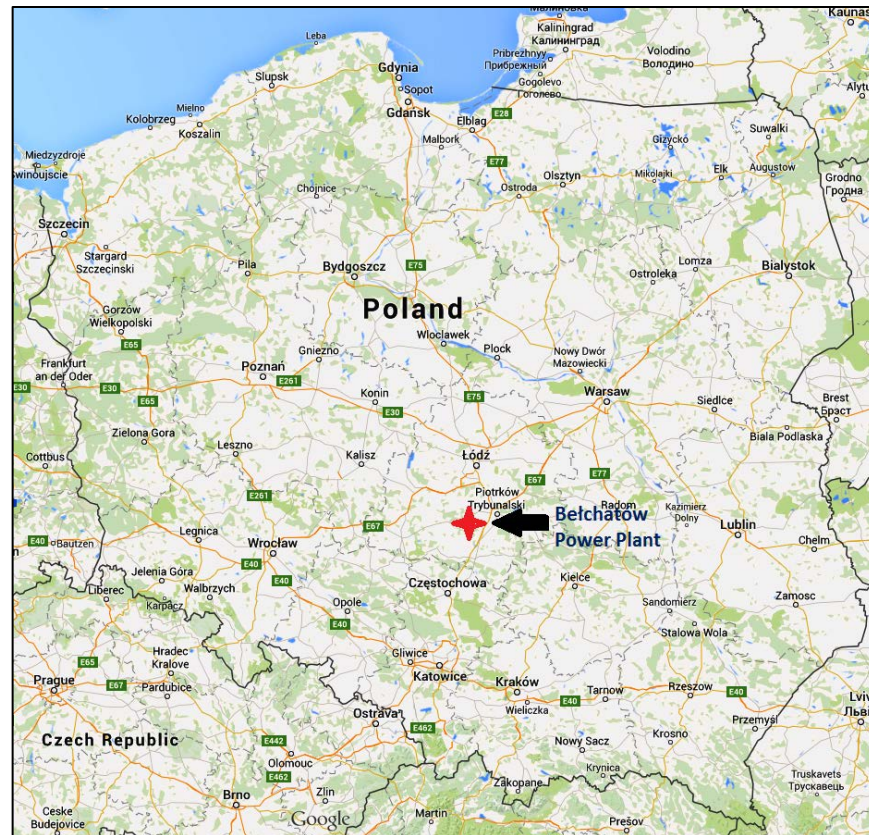 Malinowka
Kaliningrad
Калининград
Kaunas
Pribrezhnyy
Прибрежный
Gogolevo
Гоголево
Volodino
Володино
Leba
Gdynia
Sopot
Gdańsk
Slupsk
Mielno
Kolobrzeg
Koszalin
Elblag
E28
Malbork
E77
Alytus
Suwalki
Giżycko
Mikolajki
Elk
Augustow
Grodno
Гродна
Miedzyzdroje
Swinoujscie
Chojnice
Ostroda
Olsztyn
Szczecin
Stargard
Szczecinski
Pila
Bydgoszcz
E75
Lomza
Ostroleka
Bialystok
Poland
Gorzów
Wielkopolski
E65
Wloclawek
Plock
Gniezno
Nowy Dwór
Mazowiecki
Frankfurt
an der Oder
E30
E30
Poznań
E261
Konin
E30
E75
Warsaw
Siedlce
E65
Brest
Брэст
Zielona Gora
Leszno
Kalisz
Łódź
Biala Podlaska
Cottbus
E67
E77
E261
Piotrków
Trybunalski
Radom
Kazimierz
Dolny
Bełchatów
Power Plant
Lublin
Chelm
E67
Legnica
Wrocław
E40
Bautzen
E40
Jelenia Góra
Liberec
Karpacz
Walbrzych
E40
Częstochowa
Kielce
Zamosc
Opole
Sandomierz
Stalowa Wola
E40
Hradec
Kralove
E65
Prague
E67
Pardubice
Gliwice
Katowice
Kraków
Wieliczka
E40
Tarnow
Rzeszow
E40
Ostrava
E462
Przemyśl
Krosno
Nowy Sacz
Krynica
Czech Republic
E442
Olomouc
E462
Zakopane
Truskavets
Трускавець
Brno
Zlin
Google
Ceske
Budejovice
Martin
Prešov